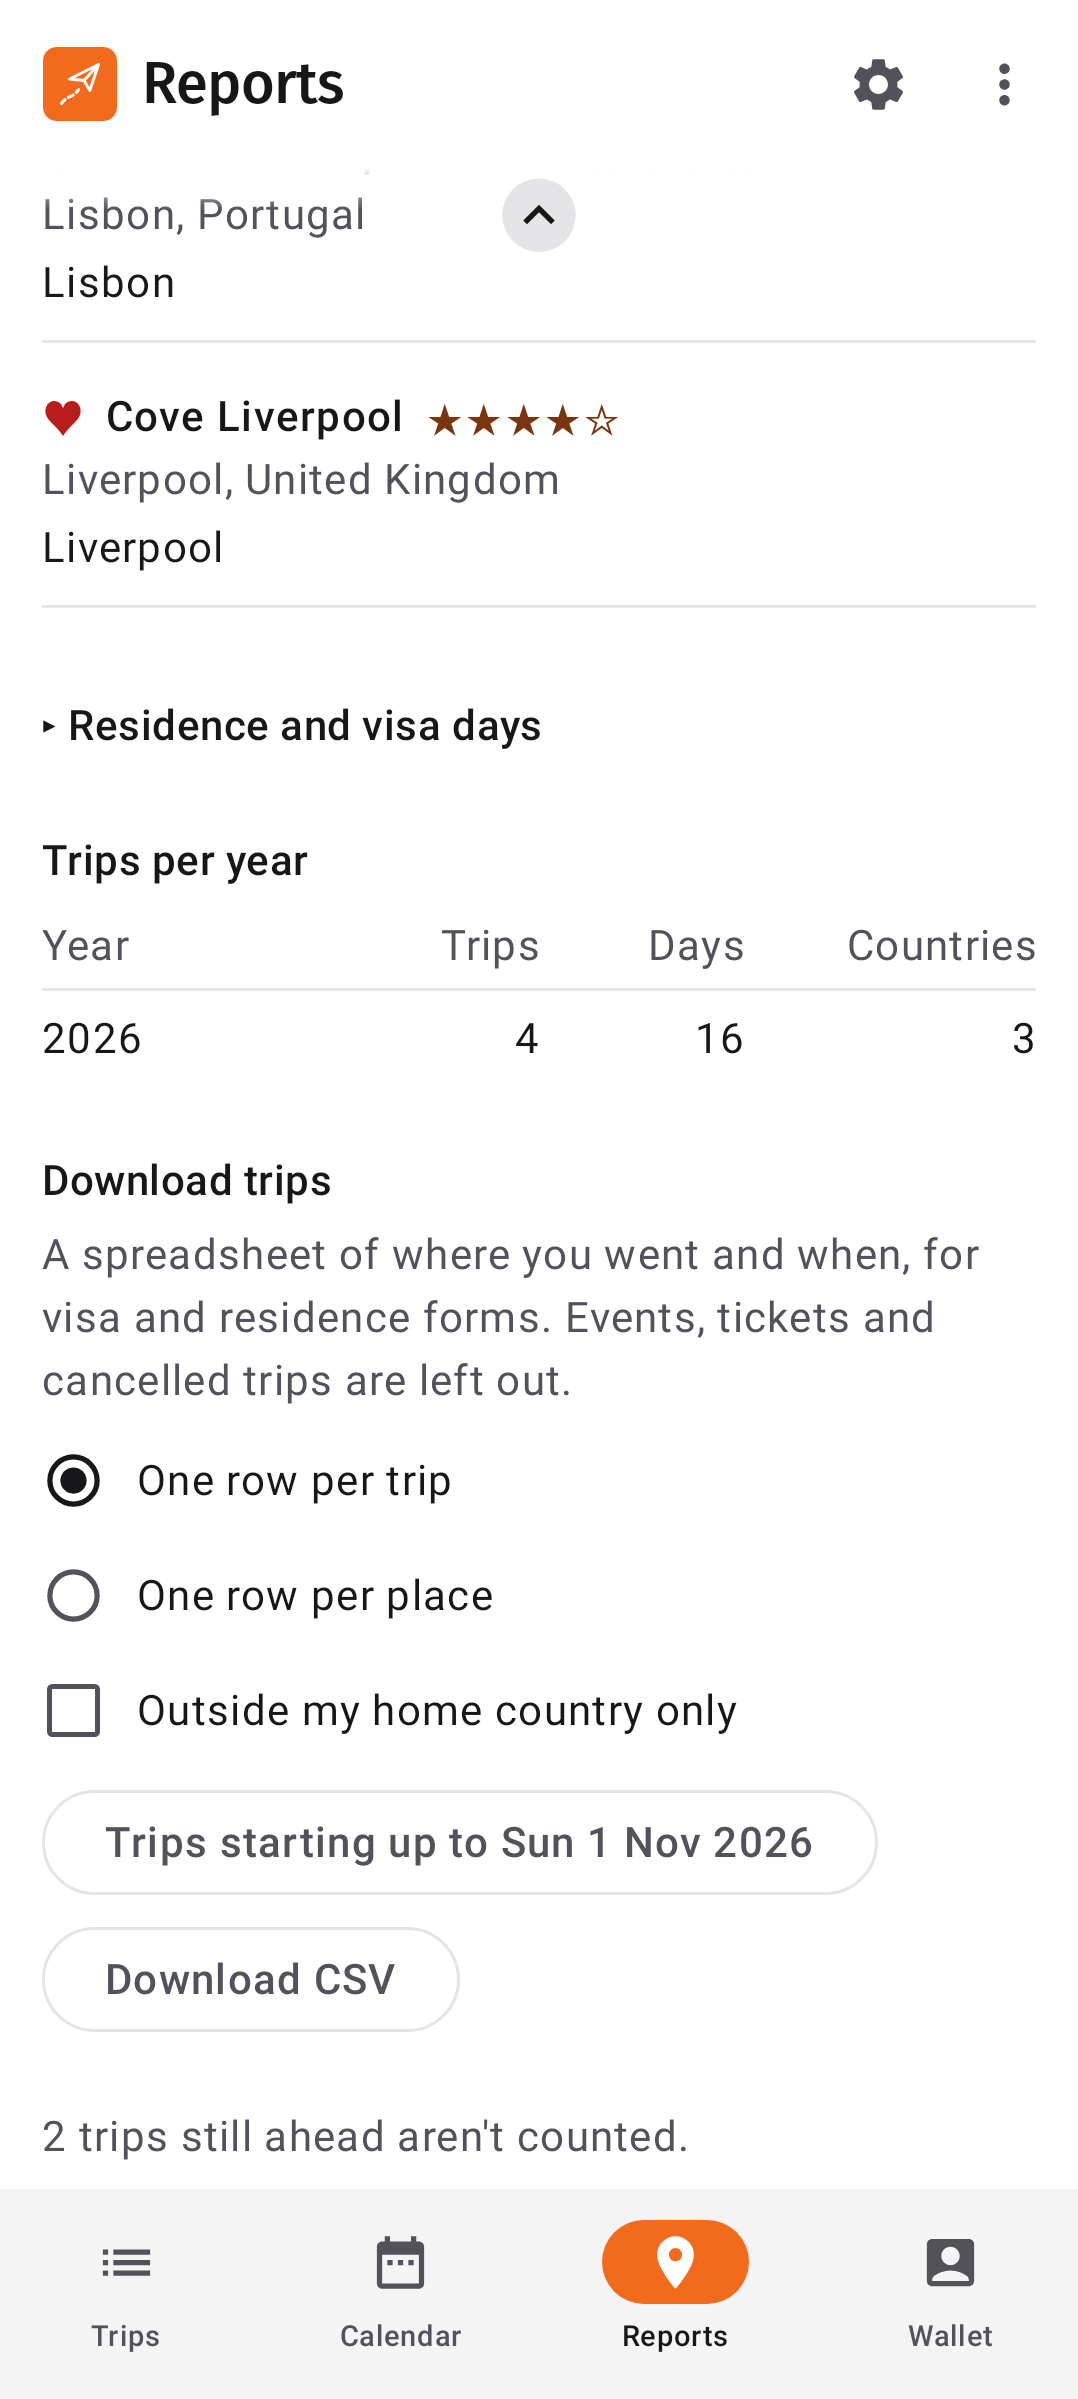 Reports
Lisbon, Portugal
Lisbon
Cove Liverpool ★★★★☆
Liverpool, United Kingdom
Liverpool
▸ Residence and visa days
Trips per year
Year Trips Days Countries
2026 4 16 3
Download trips
A spreadsheet of where you went and when, for
visa and residence forms. Events, tickets and
cancelled trips are left out.
One row per trip
One row per place
Outside my home country only
Trips starting up to Sun 1 Nov 2026
Download CSV
2 trips still ahead aren't counted.
Trips Calendar Reports Wallet